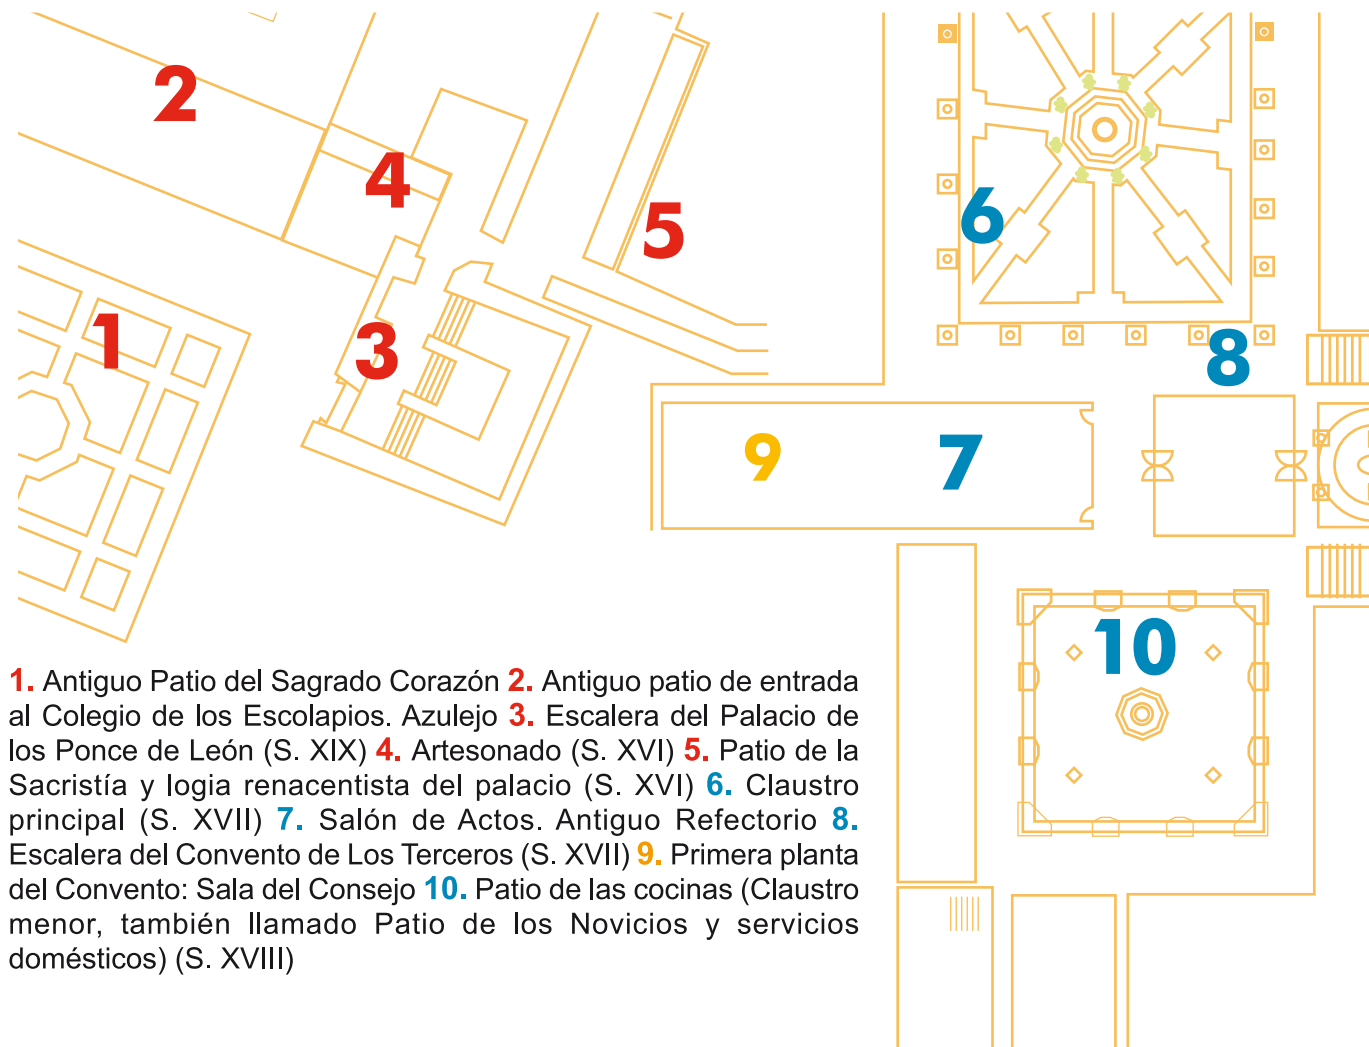 2
4
5
6
1
3
8
9
7
10
1. Antiguo Patio del Sagrado Corazón 2. Antiguo patio de entrada
al Colegio de los Escolapios. Azulejo 3. Escalera del Palacio de
los Ponce de León (S. XIX) 4. Artesonado (S. XVI) 5. Patio de la
Sacristía y logia renacentista del palacio (S. XVI) 6. Claustro
principal (S. XVII) 7. Salón de Actos. Antiguo Refectorio 8.
Escalera del Convento de Los Terceros (S. XVII) 9. Primera planta
del Convento: Sala del Consejo 10. Patio de las cocinas (Claustro
menor, también llamado Patio de los Novicios y servicios
domésticos) (S. XVIII)